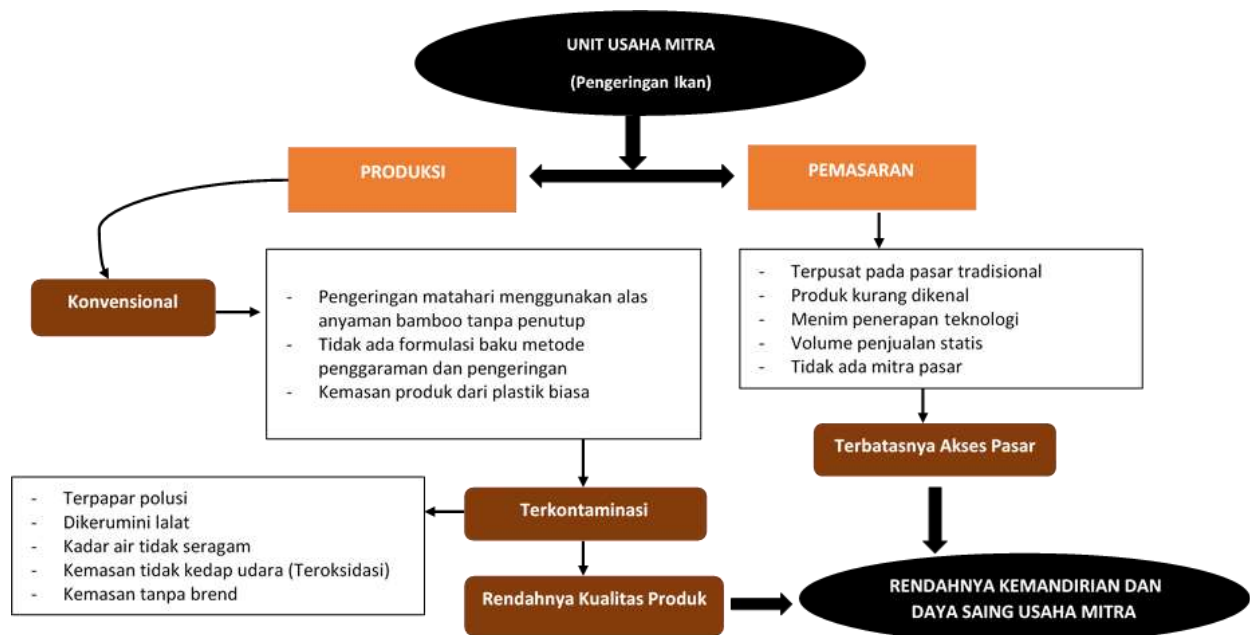 UNIT USAHA MITRA
(Pengeringan Ikan)
PRODUKSI
PEMASARAN
Konvensional
- Pengeringan matahari menggunakan alas
anyaman bamboo tanpa penutup
- Tidak ada formulasi baku metode
penggaraman dan pengeringan
- Kemasan produk dari plastik biasa
- Terpusat pada pasar tradisional
- Produk kurang dikenal
- Menim penerapan teknologi
- Volume penjualan statis
- Tidak ada mitra pasar
Terbatasnya Akses Pasar
- Terpapar polusi
- Dikerumini lalat
- Kadar air tidak seragam
- Kemasan tidak kedap udara (Teroksidasi)
- Kemasan tanpa brend
Terkontaminasi
Rendahnya Kualitas Produk
RENDAHNYA KEMANDIRIAN DAN
DAYA SAING USAHA MITRA